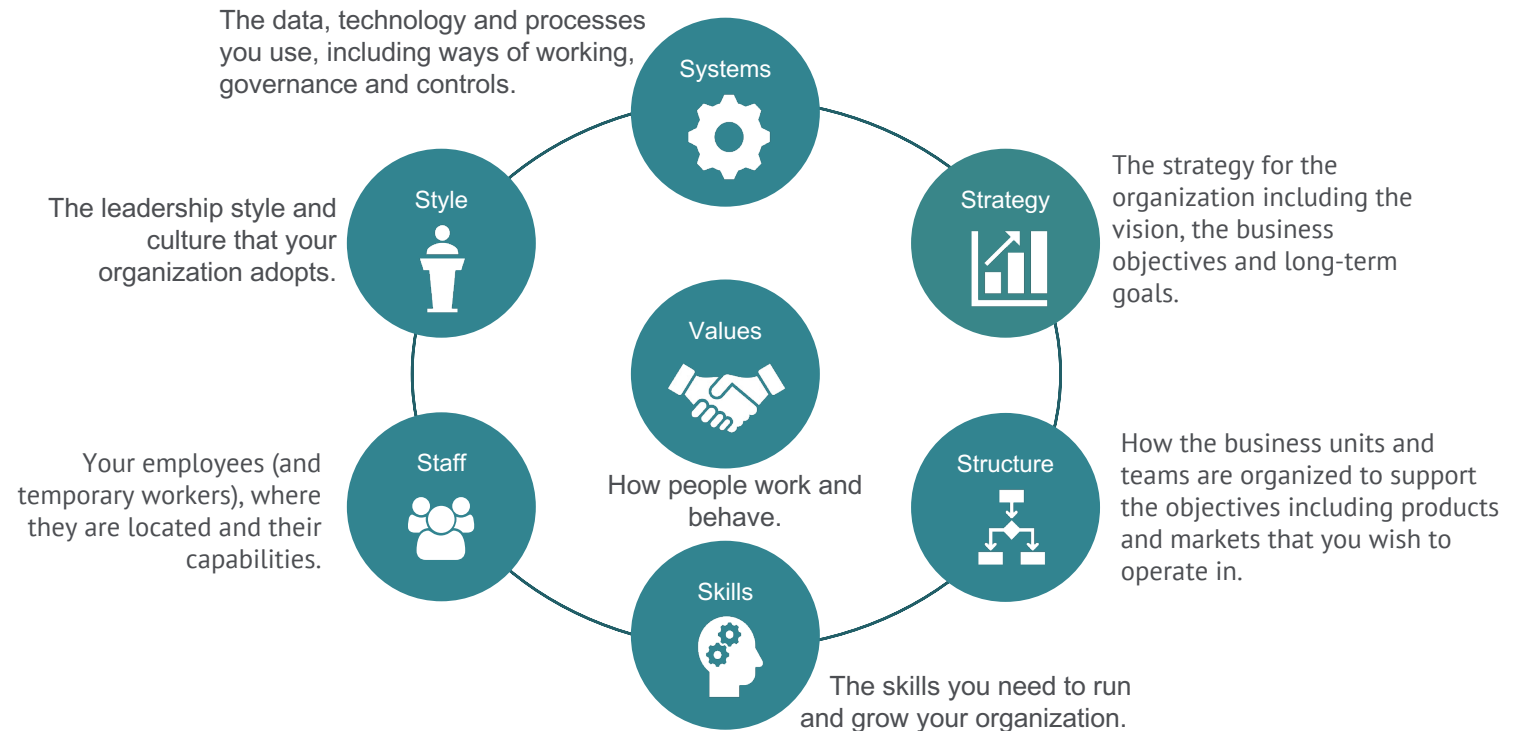 The data, technology and processes
you use, including ways of working,
governance and controls.
Systems
Strategy
The strategy for the
organization including the
vision, the business
objectives and long-term
goals.
Style
The leadership style and
culture that your
organization adopts.
Values
How people work and
behave.
Staff
Your employees (and
temporary workers), where
they are located and their
capabilities.
Structure
How the business units and
teams are organized to support
the objectives including products
and markets that you wish to
operate in.
Skills
The skills you need to run
and grow your organization.